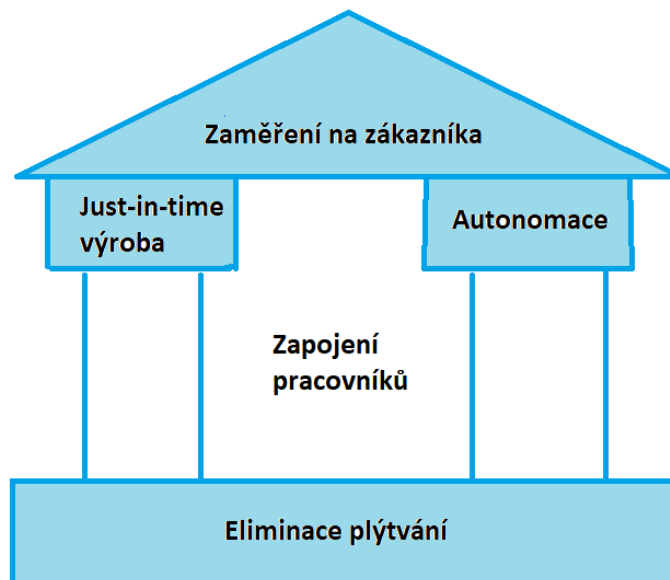 Zaměření na zákazníka
Just-in-time
výroba
Autonomace
Zapojení
pracovníků
Eliminace plýtvání